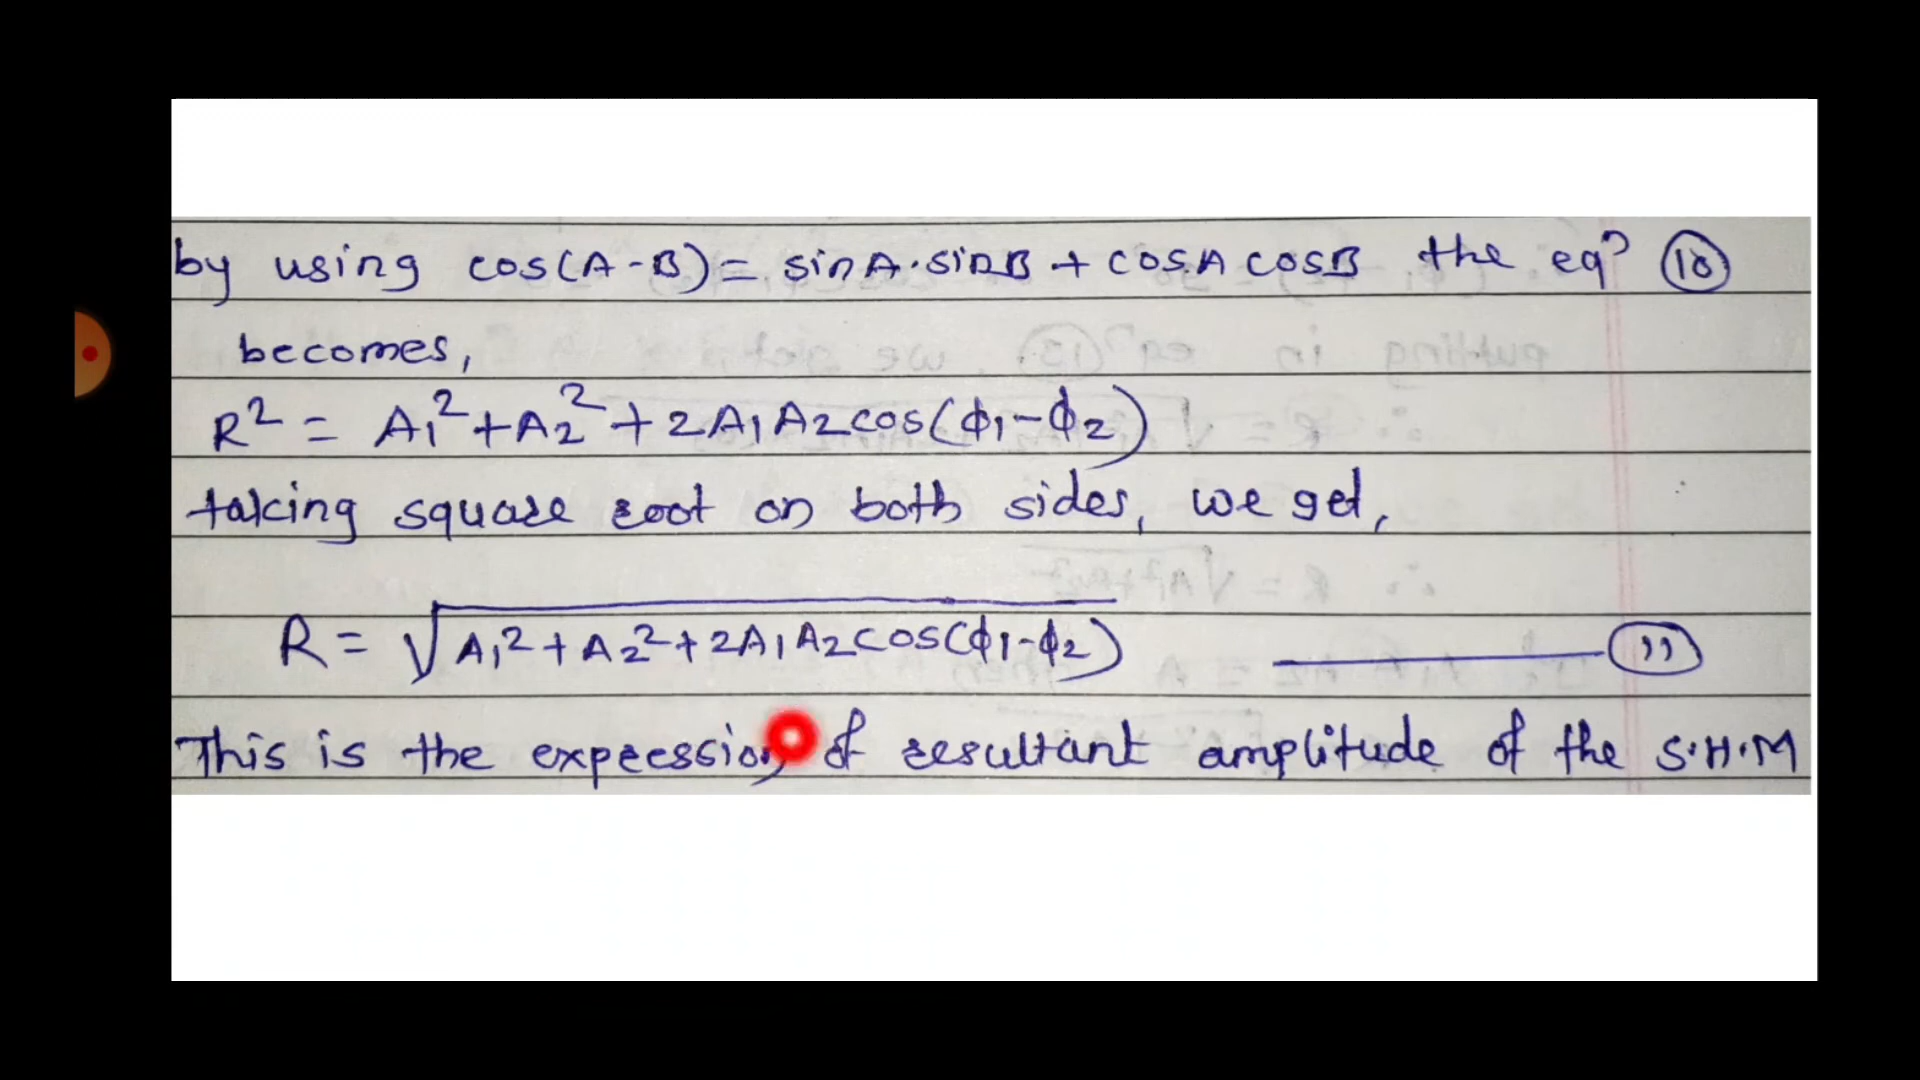 by using cos(A-B)= sinA·sinB + cosA cosB the eqⁿ ⑩
becomes,
R² = A₁² + A₂² + 2A₁A₂cos(ϕ₁-ϕ₂)
taking square root on both sides, we get,
R = √A₁² + A₂² + 2A₁A₂cos(ϕ₁-ϕ₂) —— ⑪
This is the expression of resultant amplitude of the S.H.M